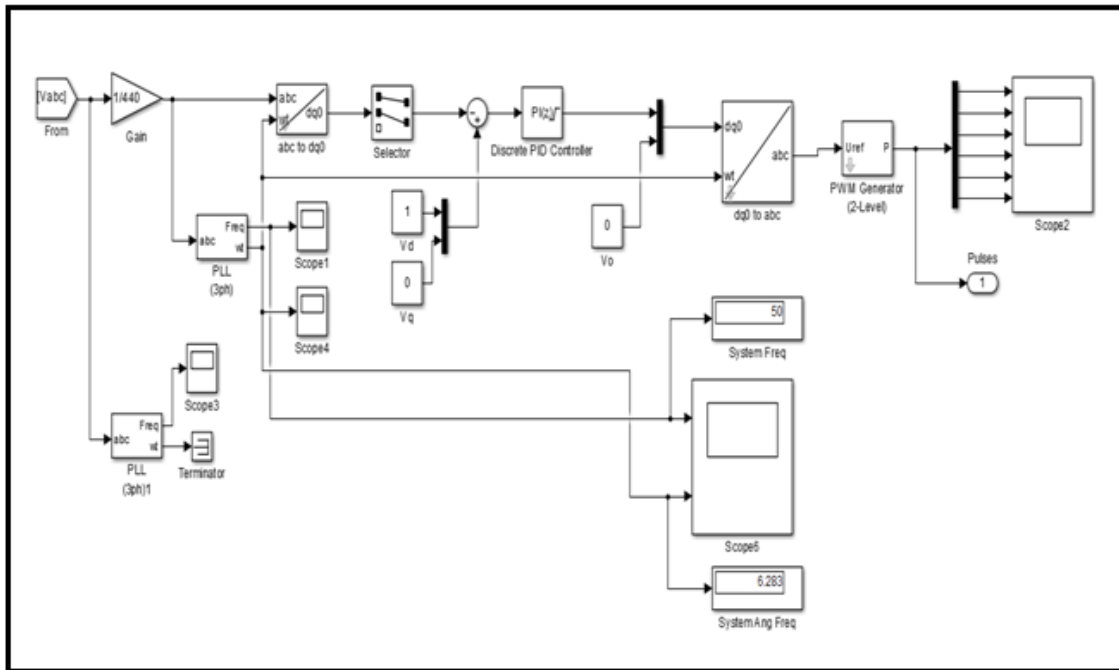 [Vabc]
From
1/440
Gain
abc
wt
dq0
abc to dq0
Selector
-
+
PI(z)
Discrete PID Controller
dq0
wt
abc
dq0 to abc
Uref
P
PWM Generator
(2-Level)
Scope2
Pulses
1
abc
Freq
wt
PLL
(3ph)
Scope1
Scope4
1
Vd
0
Vq
0
Vo
50
System Freq
Scope3
abc
Freq
wt
PLL
(3ph)1
Terminator
Scope5
6.283
System Ang Freq